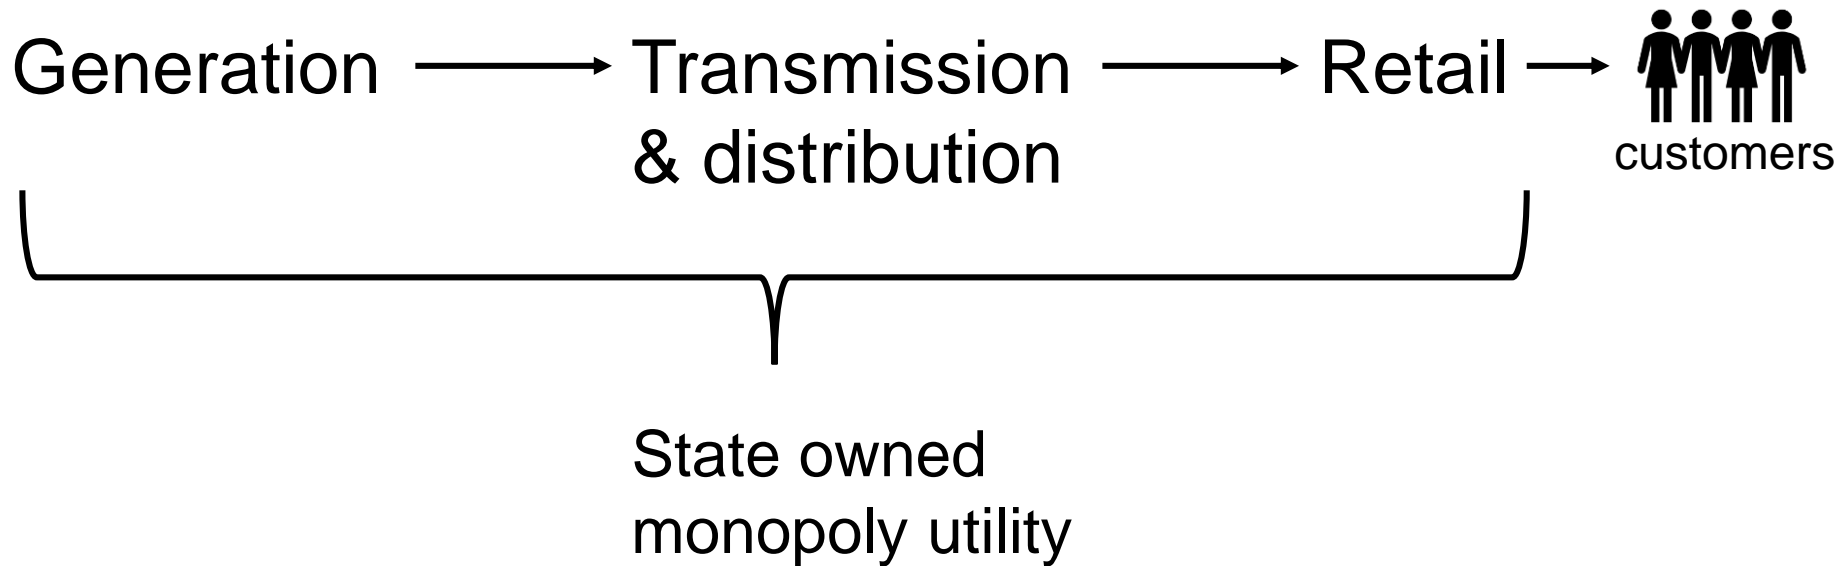 Generation
Transmission
& distribution
Retail
customers
State owned
monopoly utility